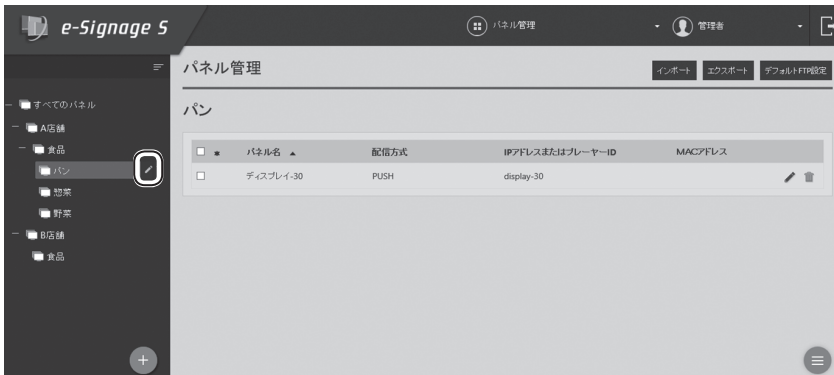 e-Signage S
パネル管理
管理者
パネル管理
インポート エクスポート デフォルトFTP設定
すべてのパネル
A店舗
食品
パン
惣菜
野菜
B店舗
食品
パン
パネル名 配信方式 IPアドレスまたはプレーヤーID MACアドレス
ディスプレイ-30 PUSH display-30